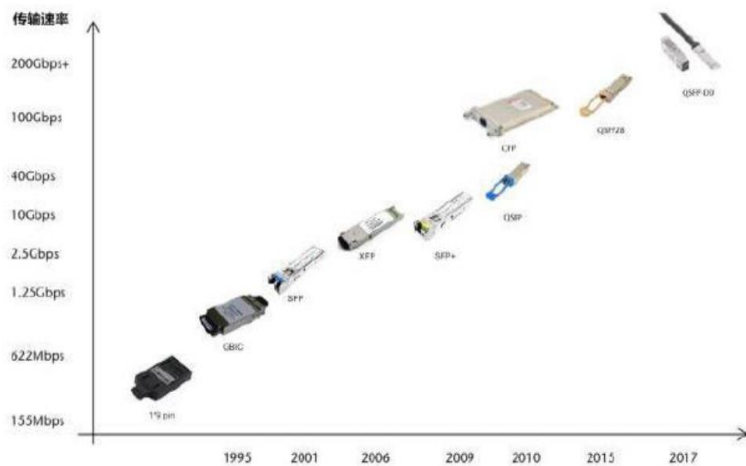 传输速率
200Gbps+
100Gbps
40Gbps
10Gbps
2.5Gbps
1.25Gbps
622Mbps
155Mbps
QSFP-DD
QSFP28
CFP
QSFP
SFP+
XFP
SFP
GBIC
1*9 pin
1995
2001
2006
2009
2010
2015
2017